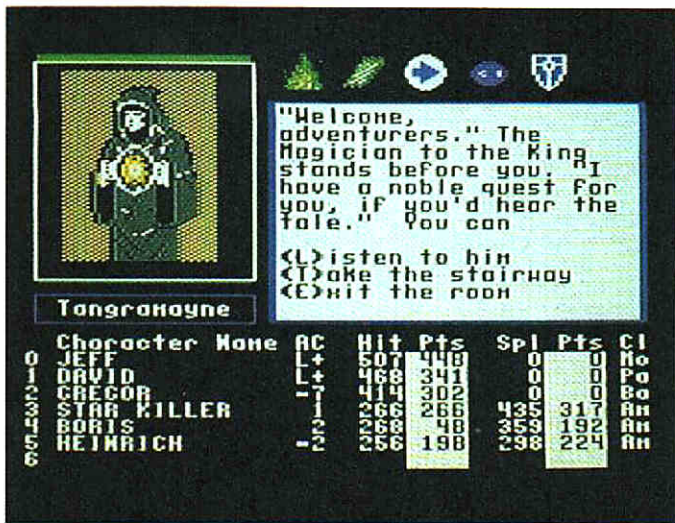 "Welcome,
adventurers." The
Magician to the King
stands before you. "I
have a noble quest for
you, if you'd hear the
tale." You can
(L)isten to him
(T)ake the stairway
(E)xit the room
Tangramayne
Character Name AC Hit Pts Spl Pts Cl
0 JEFF L+ 507 448 0 0 Mo
1 DAVID L+ 468 341 0 0 Pa
2 GREGOR -7 414 302 0 0 Ba
3 STAR KILLER 1 266 266 435 317 Am
4 BORIS 2 268 48 359 192 Am
5 HEINRICH -2 256 198 298 224 Am
6